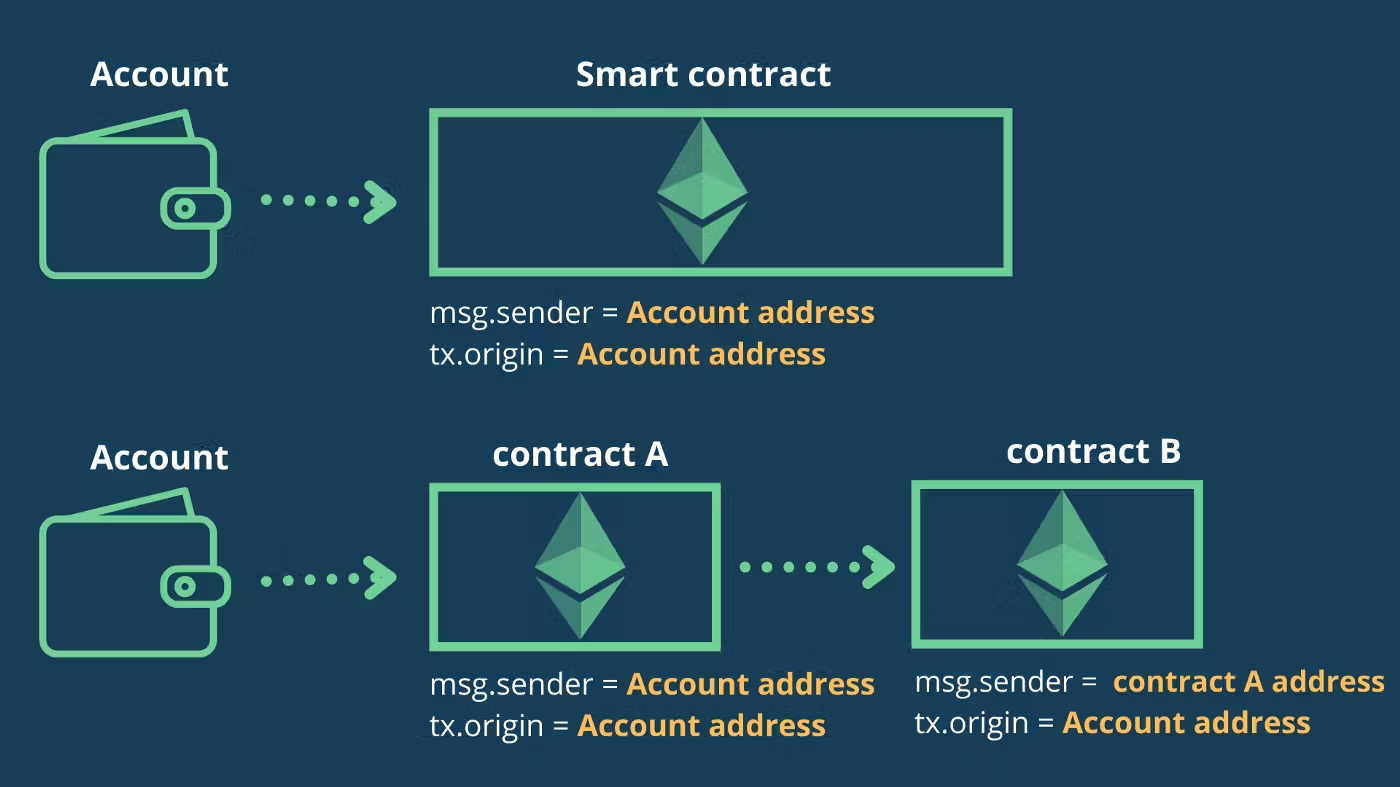 Account
Smart contract
msg.sender = Account address
tx.origin = Account address
Account
contract A
contract B
msg.sender = Account address
tx.origin = Account address
msg.sender = contract A address
tx.origin = Account address